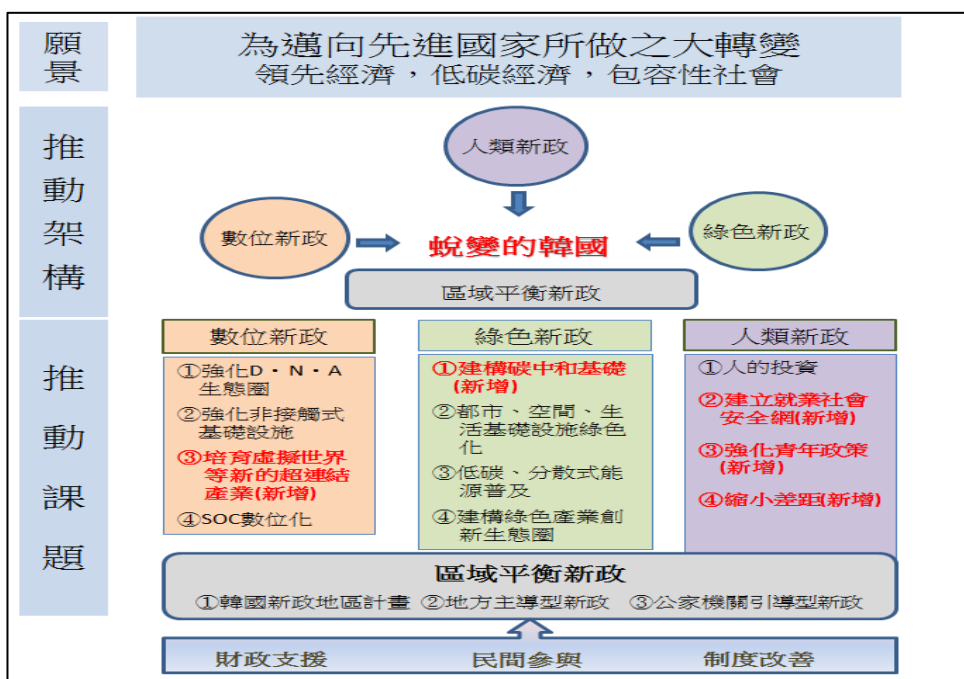 願景
為邁向先進國家所做之大轉變
領先經濟，低碳經濟，包容性社會
推動架構
人類新政
數位新政
蛻變的韓國
綠色新政
區域平衡新政
推動課題
數位新政
①強化D·N·A
生態圈
②強化非接觸式
基礎設施
③培育虛擬世界
等新的超連結
產業(新增)
④SOC數位化
綠色新政
①建構碳中和基礎
(新增)
②都市、空間、生
活基礎設施綠色
化
③低碳、分散式能
源普及
④建構綠色產業創
新生態圈
人類新政
①人的投資
②建立就業社會
安全網(新增)
③強化青年政策
(新增)
④縮小差距(新增)
區域平衡新政
①韓國新政地區計畫 ②地方主導型新政 ③公家機關引導型新政
財政支援 民間參與 制度改善